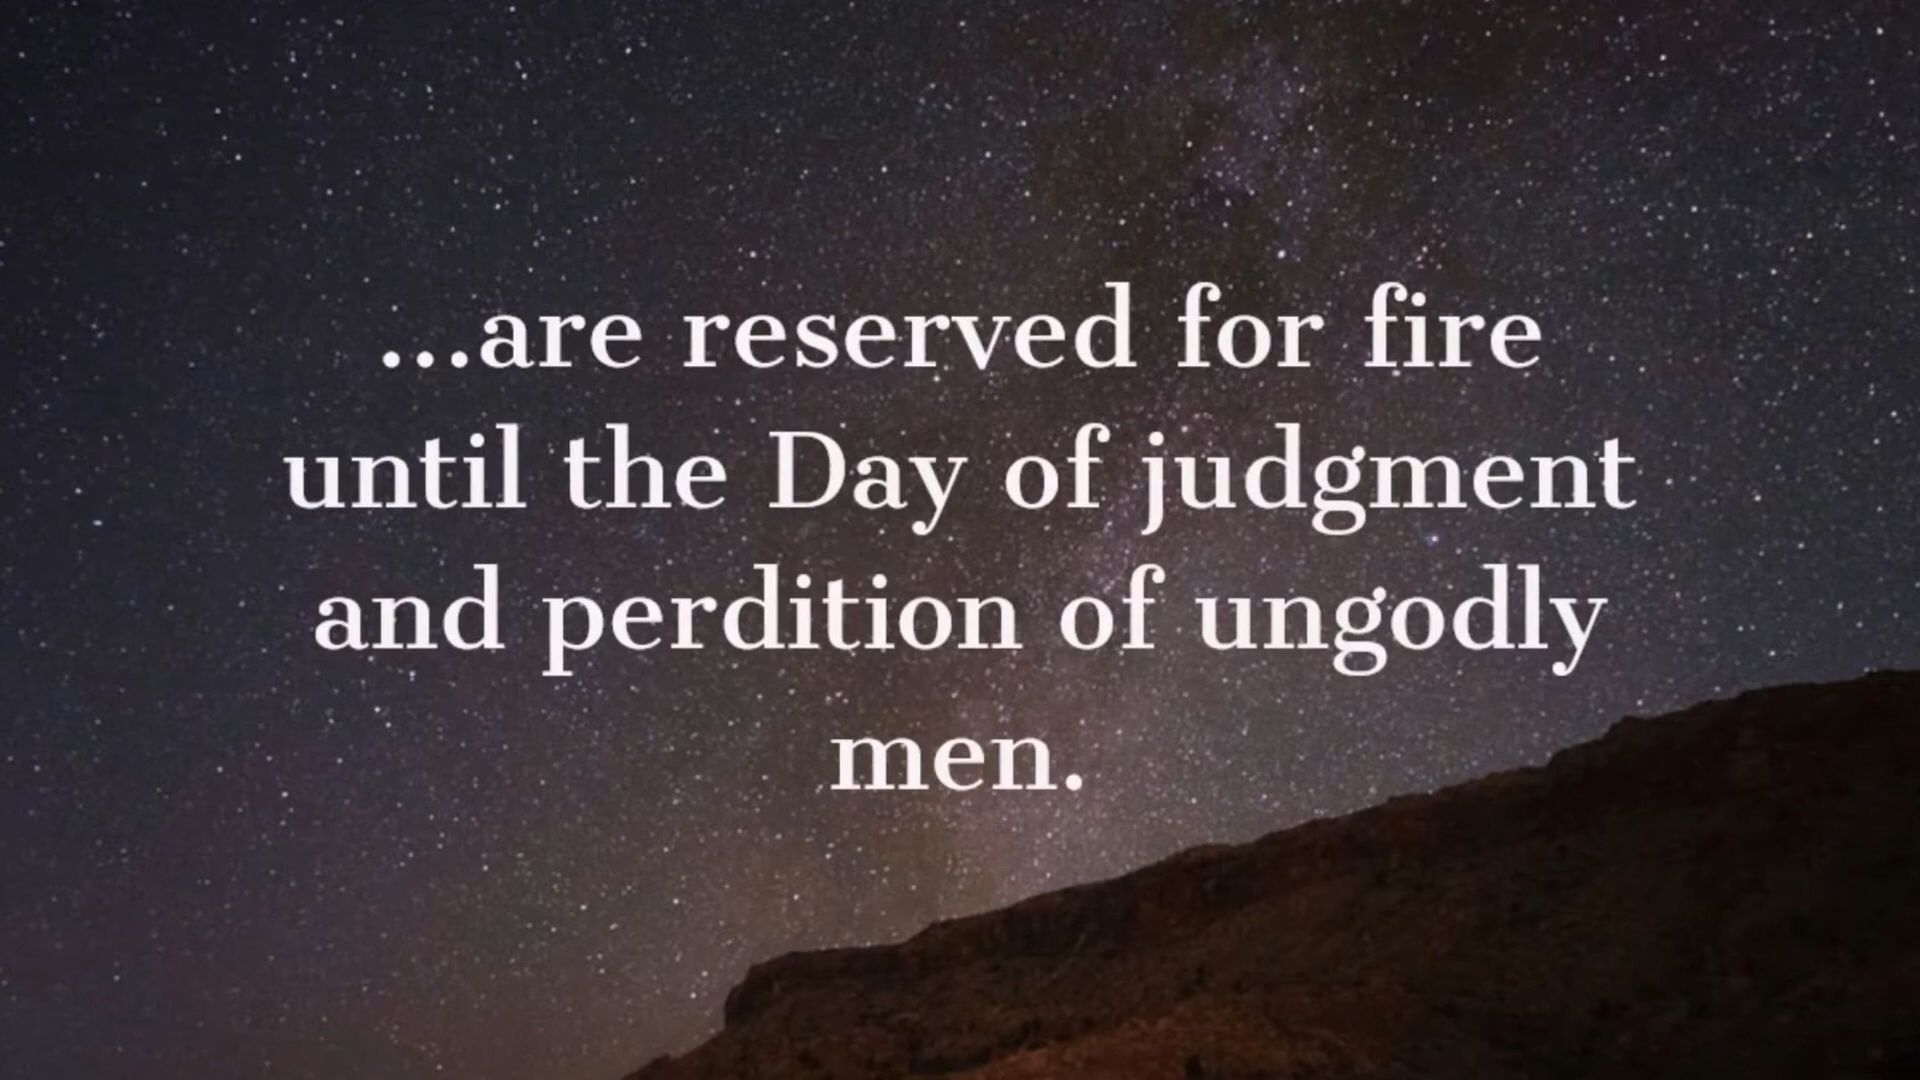 ...are reserved for fire
until the Day of judgment
and perdition of ungodly
men.